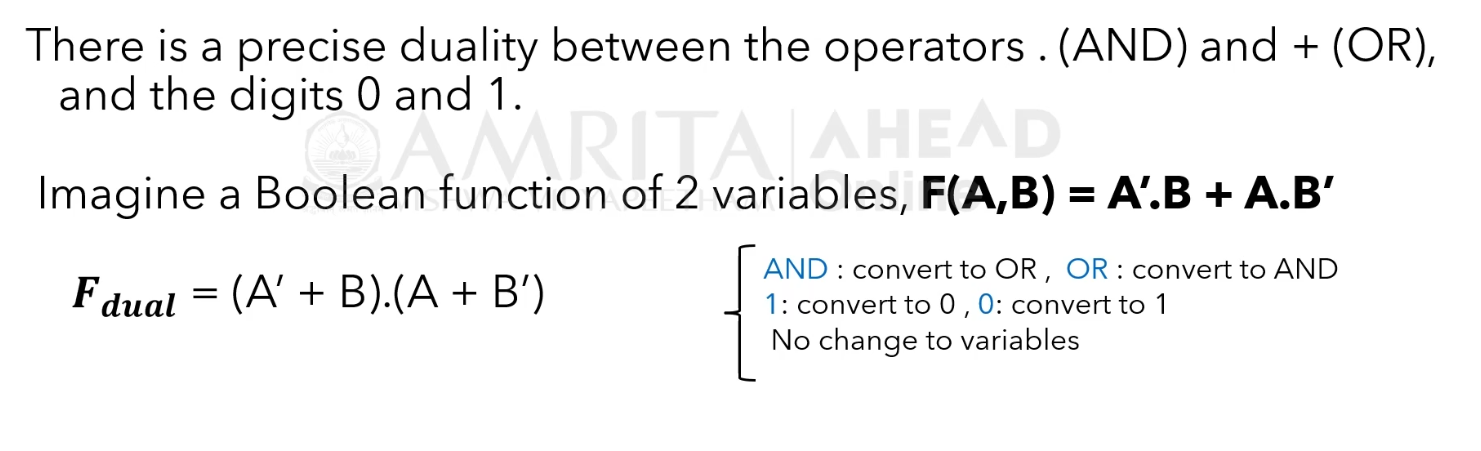 There is a precise duality between the operators . (AND) and + (OR),
and the digits 0 and 1.
AMRITA AHEAD
Online
Imagine a Boolean function of 2 variables, F(A,B) = A′.B + A.B′
F dual = (A′ + B).(A + B′)
AND : convert to OR , OR : convert to AND
1: convert to 0 , 0: convert to 1
No change to variables